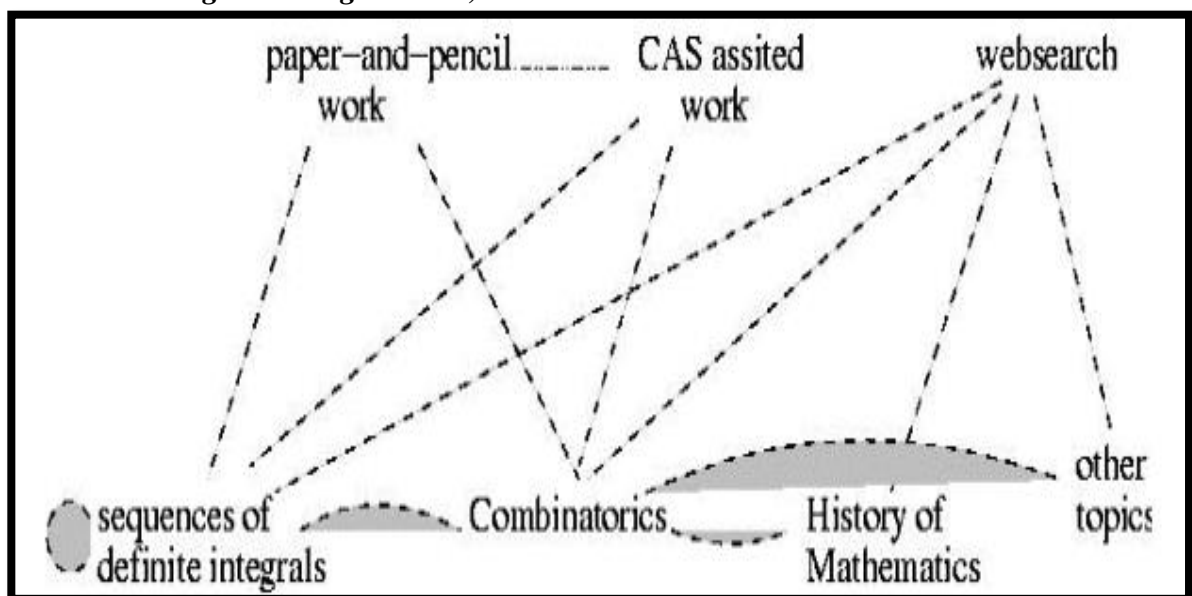 paper–and–pencil
work
CAS assited
work
websearch
sequences of
definite integrals
Combinatorics
History of
Mathematics
other
topics